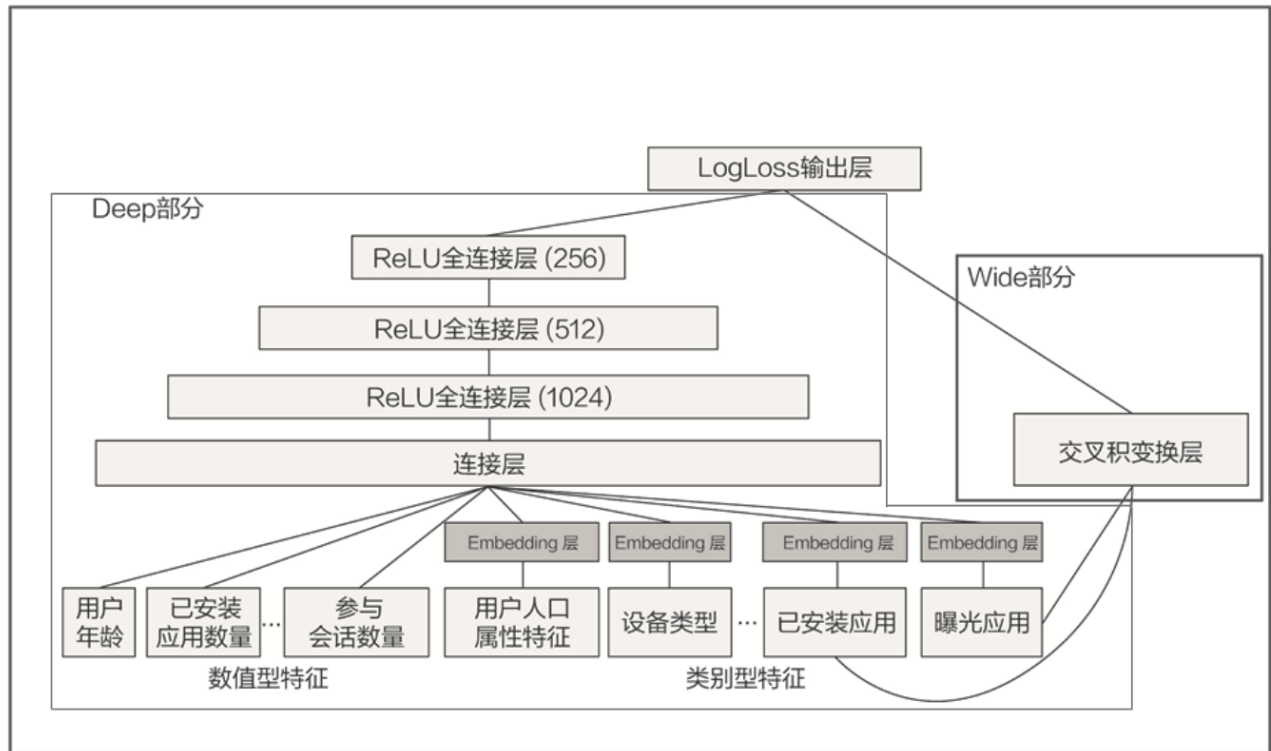 LogLoss输出层
Deep部分
ReLU全连接层 (256)
Wide部分
ReLU全连接层 (512)
ReLU全连接层 (1024)
交叉积变换层
连接层
Embedding 层
Embedding 层
Embedding 层
Embedding 层
用户
年龄
已安装
应用数量
...
参与
会话数量
用户人口
属性特征
设备类型
...
已安装应用
曝光应用
数值型特征
类别型特征